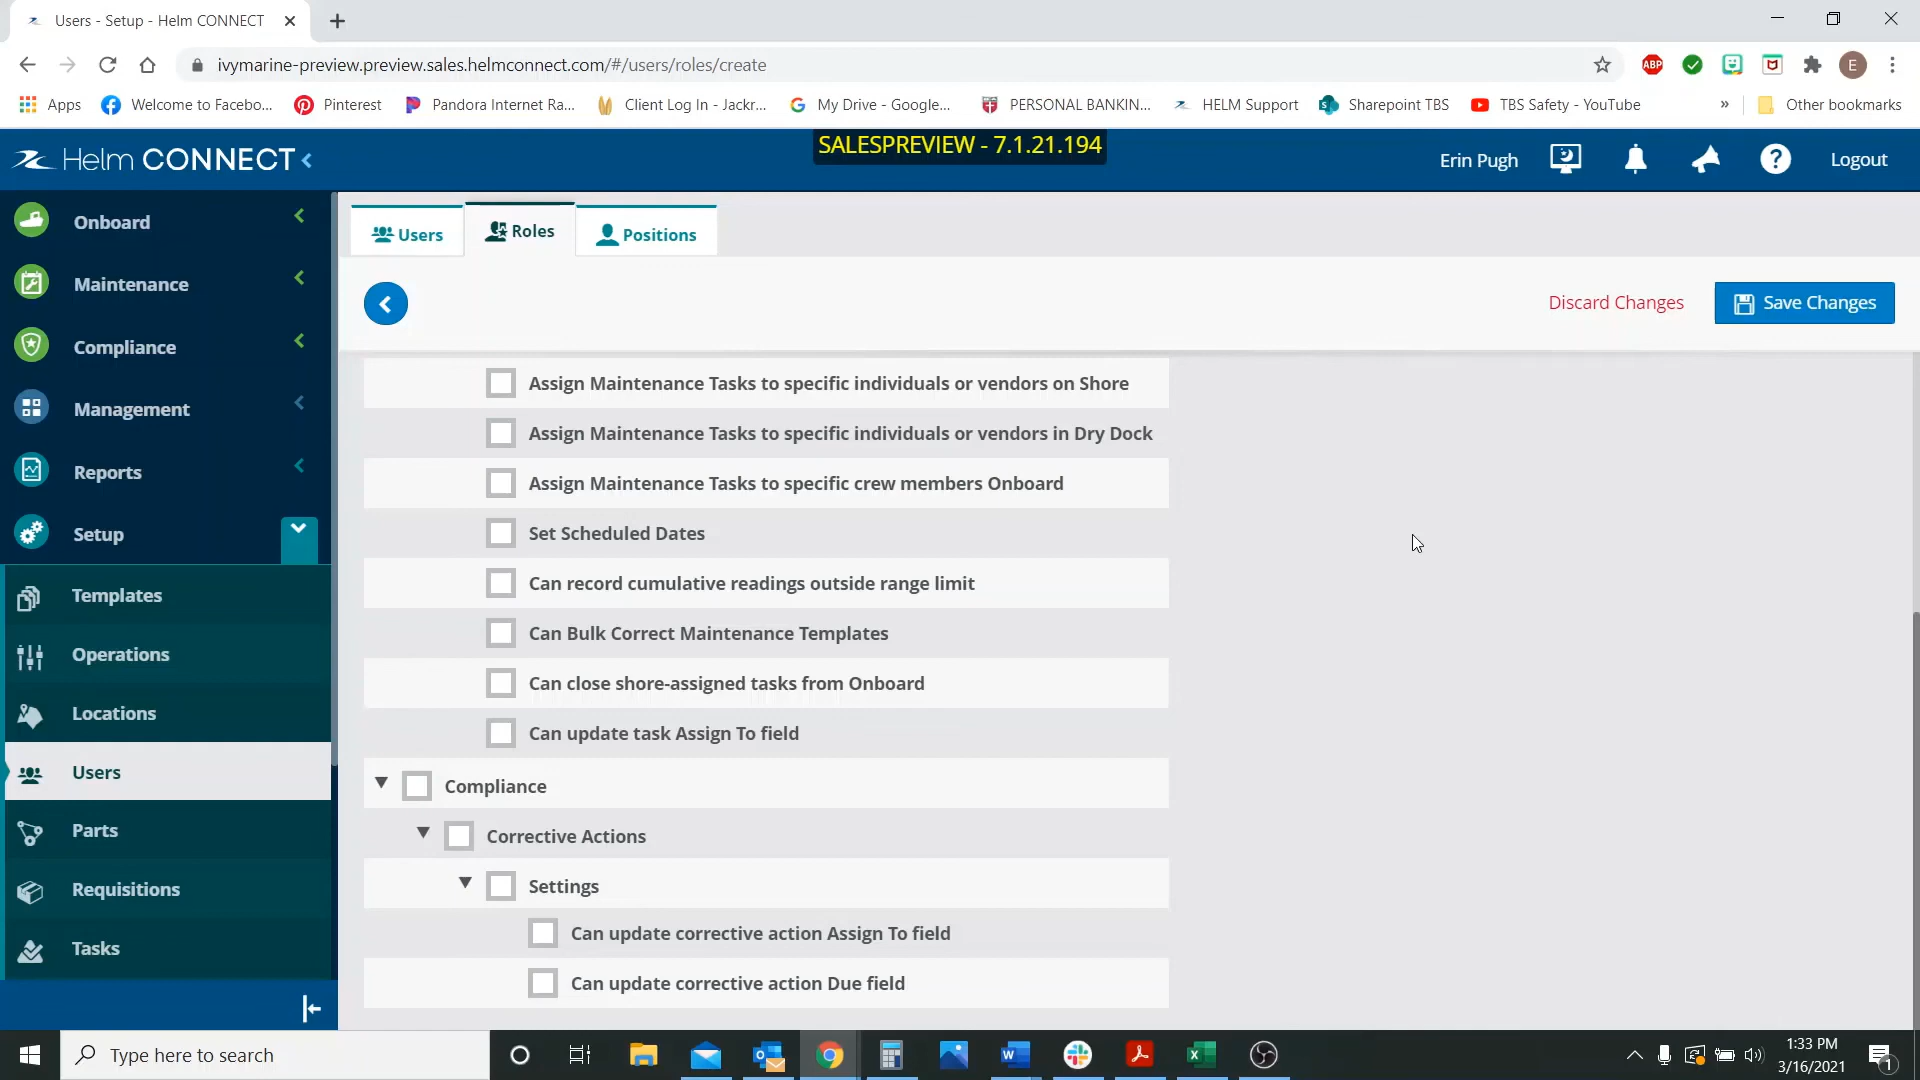 Users - Setup - Helm CONNECT
ivymarine-preview.preview.sales.helmconnect.com/#/users/roles/create
ABP
E
Apps
Welcome to Facebo...
Pinterest
Pandora Internet Ra...
Client Log In - Jackr...
My Drive - Google...
PERSONAL BANKIN...
HELM Support
Sharepoint TBS
TBS Safety - YouTube
»
Other bookmarks
SALESPREVIEW - 7.1.21.194
Helm CONNECT
Erin Pugh
?
Logout
Onboard
Maintenance
Compliance
Management
Reports
Setup
Templates
Operations
Locations
Users
Parts
Requisitions
Tasks
Users
Roles
Positions
Discard Changes
Save Changes
Assign Maintenance Tasks to specific individuals or vendors on Shore
Assign Maintenance Tasks to specific individuals or vendors in Dry Dock
Assign Maintenance Tasks to specific crew members Onboard
Set Scheduled Dates
Can record cumulative readings outside range limit
Can Bulk Correct Maintenance Templates
Can close shore-assigned tasks from Onboard
Can update task Assign To field
Compliance
Corrective Actions
Settings
Can update corrective action Assign To field
Can update corrective action Due field
Type here to search
1:33 PM
3/16/2021
1